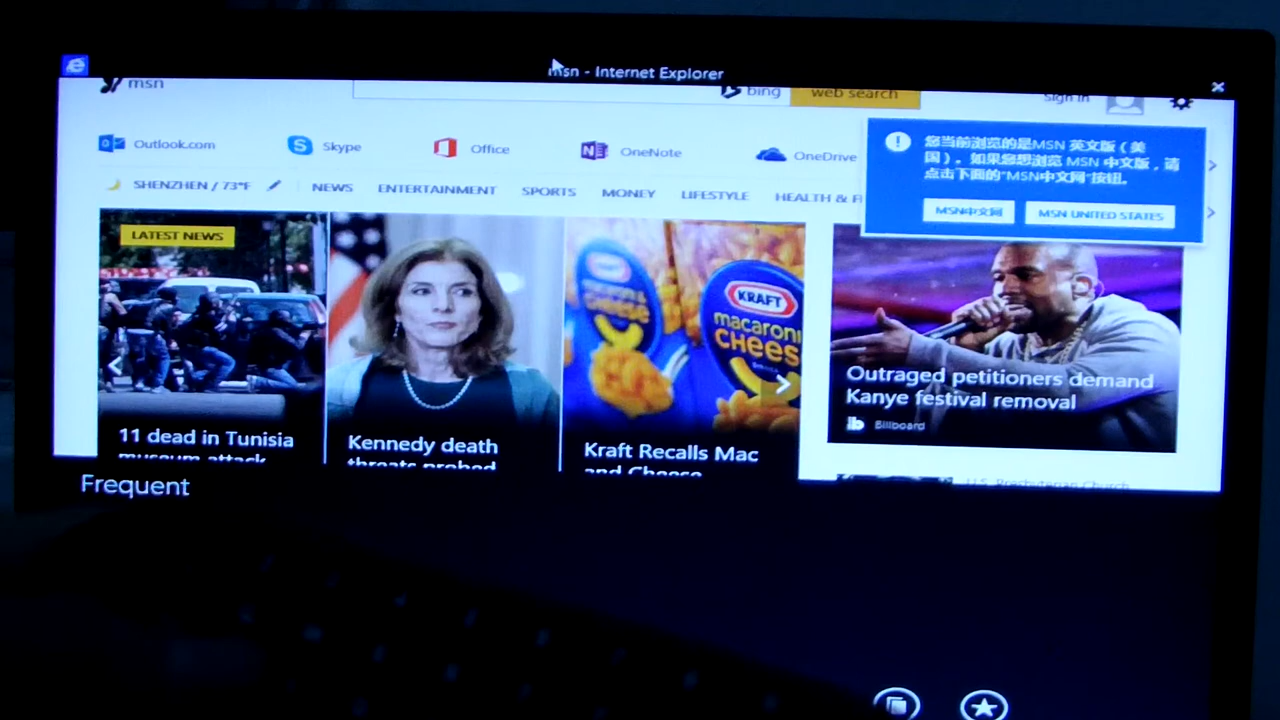 msn - Internet Explorer
msn
bing
web search
sign in
Outlook.com
Skype
Office
OneNote
OneDrive
您当前浏览的是MSN 英文版（美
国）。如果您想浏览 MSN 中文版，请
点击下面的"MSN中文网"按钮。
MSN中文网
MSN UNITED STATES
SHENZHEN / 73°F
NEWS
ENTERTAINMENT
SPORTS
MONEY
LIFESTYLE
HEALTH & FI
LATEST NEWS
11 dead in Tunisia
museum attack
Kennedy death
threats probed
KRAFT
macaroni
CHEES
Kraft Recalls Mac
and Cheese
Outraged petitioners demand
Kanye festival removal
Billboard
U.S. Presbyterian Church
Frequent